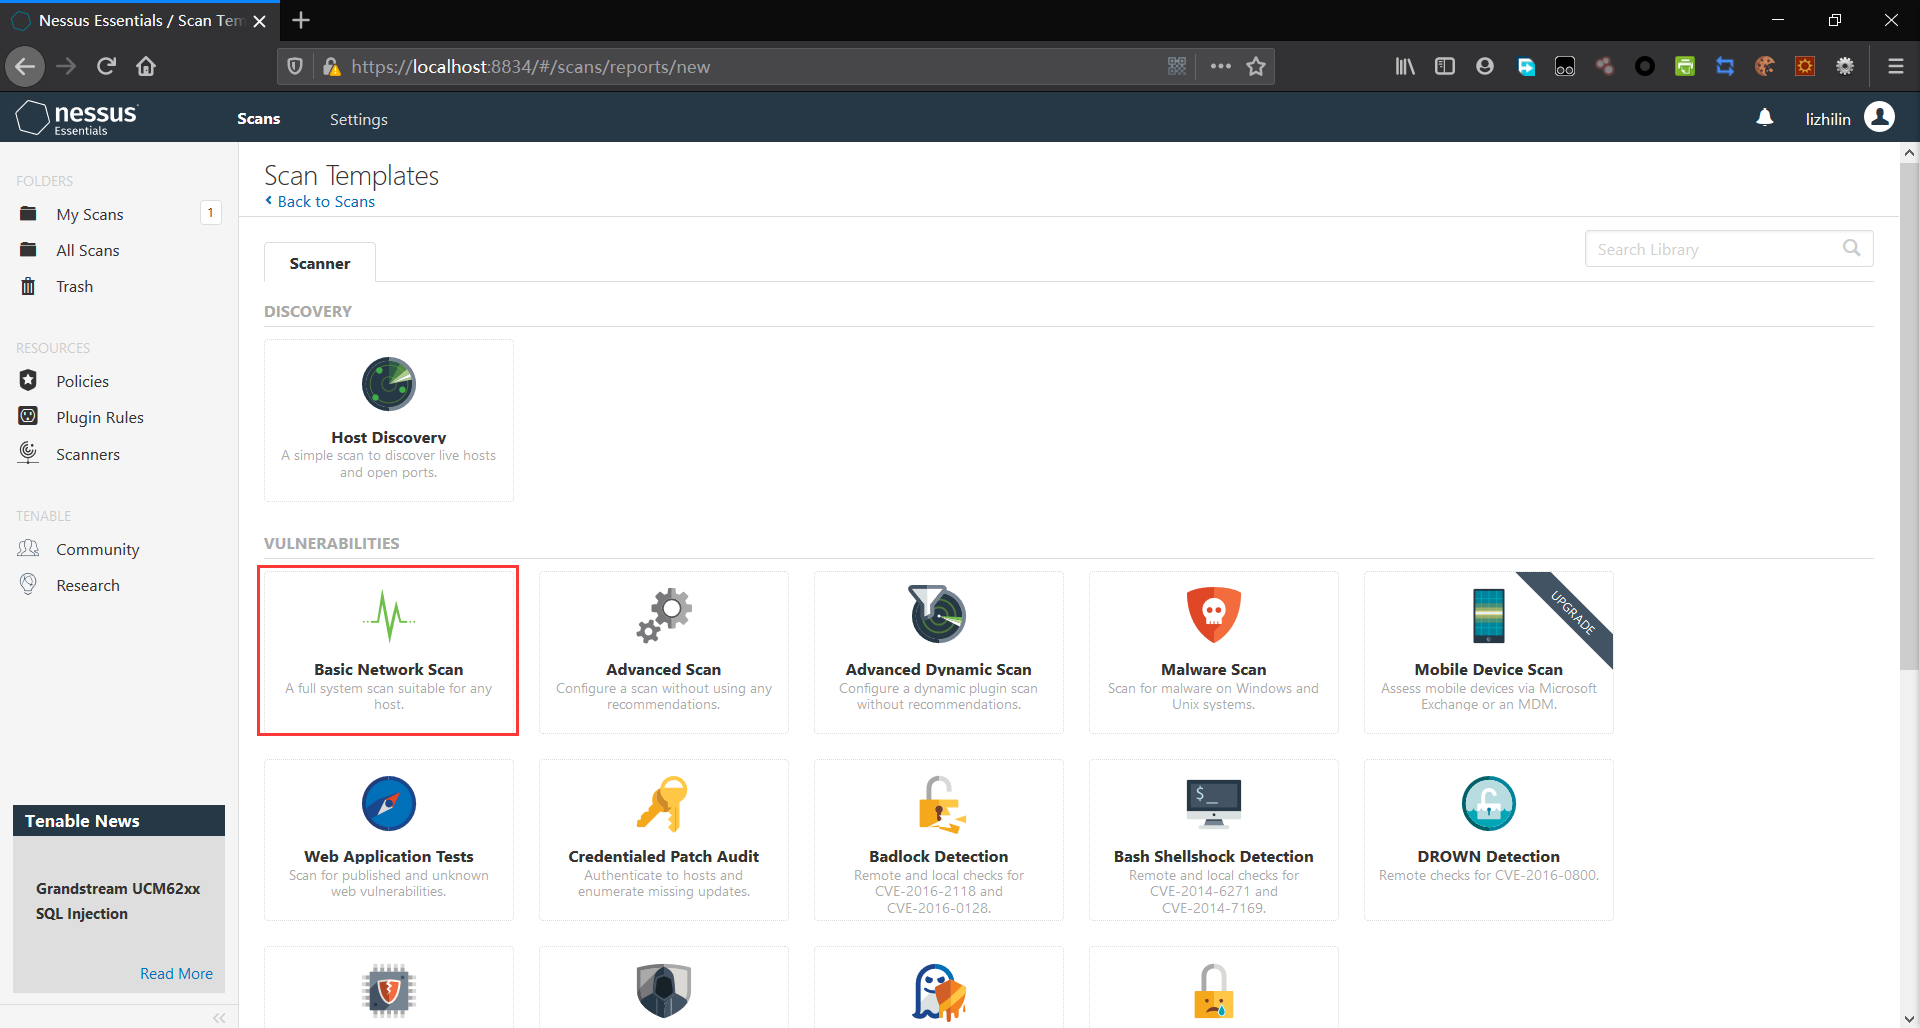 Nessus Essentials / Scan Tem
https://localhost:8834/#/scans/reports/new
nessus
Essentials
Scans
Settings
lizhilin
FOLDERS
My Scans
1
All Scans
Trash
RESOURCES
Policies
Plugin Rules
Scanners
TENABLE
Community
Research
Tenable News
Grandstream UCM62xx
SQL Injection
Read More
Scan Templates
Back to Scans
Scanner
Search Library
DISCOVERY
Host Discovery
A simple scan to discover live hosts
and open ports.
VULNERABILITIES
Basic Network Scan
A full system scan suitable for any
host.
Advanced Scan
Configure a scan without using any
recommendations.
Advanced Dynamic Scan
Configure a dynamic plugin scan
without recommendations.
Malware Scan
Scan for malware on Windows and
Unix systems.
UPGRADE
Mobile Device Scan
Assess mobile devices via Microsoft
Exchange or an MDM.
Web Application Tests
Scan for published and unknown
web vulnerabilities.
Credentialed Patch Audit
Authenticate to hosts and
enumerate missing updates.
Badlock Detection
Remote and local checks for
CVE-2016-2118 and
CVE-2016-0128.
$_
Bash Shellshock Detection
Remote and local checks for
CVE-2014-6271 and
CVE-2014-7169.
DROWN Detection
Remote checks for CVE-2016-0800.